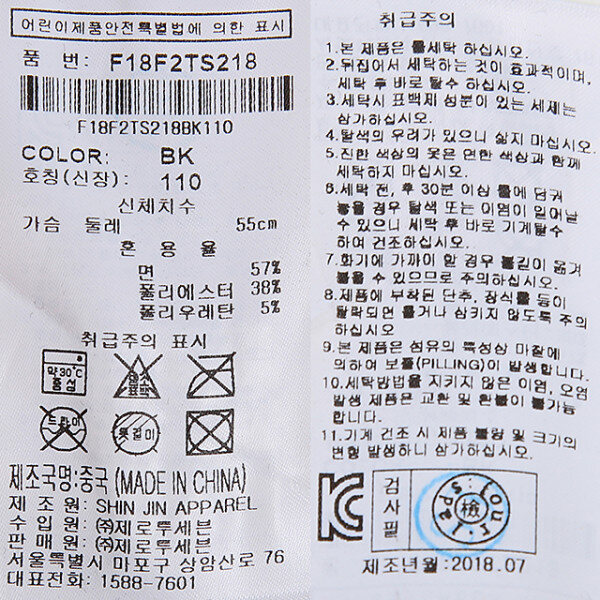 어린이제품안전특별법에 의한 표시
품 번: F18F2TS218
F18F2TS218BK110
COLOR: BK
호칭(신장): 110
신체치수
가슴 둘레 55cm
혼 용 율
면 57%
폴리에스터 38%
폴리우레탄 5%
취급주의 표시
약30℃
중성
염소
표백
드라이
옷걸이
제조국명:중국 (MADE IN CHINA)
제 조 원: SHIN JIN APPAREL
수 입 원: ㈜제로투세븐
판 매 원: ㈜제로투세븐
서울특별시 마포구 상암산로 76
대표전화: 1588-7601
취급주의
1.본 제품은 물세탁 하십시오.
2.뒤집어서 세탁하는 것이 효과적이며,
세탁 후 바로 탈수 하십시오.
3.세탁시 표백제 성분이 있는 세제는
삼가하십시오.
4.탈색의 우려가 있으니 삶지 마십시오.
5.진한 색상의 옷은 연한 색상과 함께
세탁하지 마십시오.
6.세탁 전, 후 30분 이상 물에 담궈
놓을 경우 탈색 또는 이염이 일어날
수 있으니 세탁 후 바로 기계탈수
하여 건조하십시오.
7.화기에 가까이 할 경우 불길이 옮겨
붙을 수 있으므로 주의하십시오.
8.제품에 부착된 단추, 장식물 등이
탈락되면 물거나 삼키지 않도록 주의
하십시오
9.본 제품은 섬유의 특성상 마찰에
의하여 보풀(PILLING)이 발생합니다.
10.세탁방법을 지키지 않은 이염, 오염
발생 제품은 교환 및 환불이 불가능
합니다.
11.기계 건조 시 제품 불량 및 크기의
변형 발생하니 삼가하십시오.
KC
검사필
檢
제조년월:2018.07